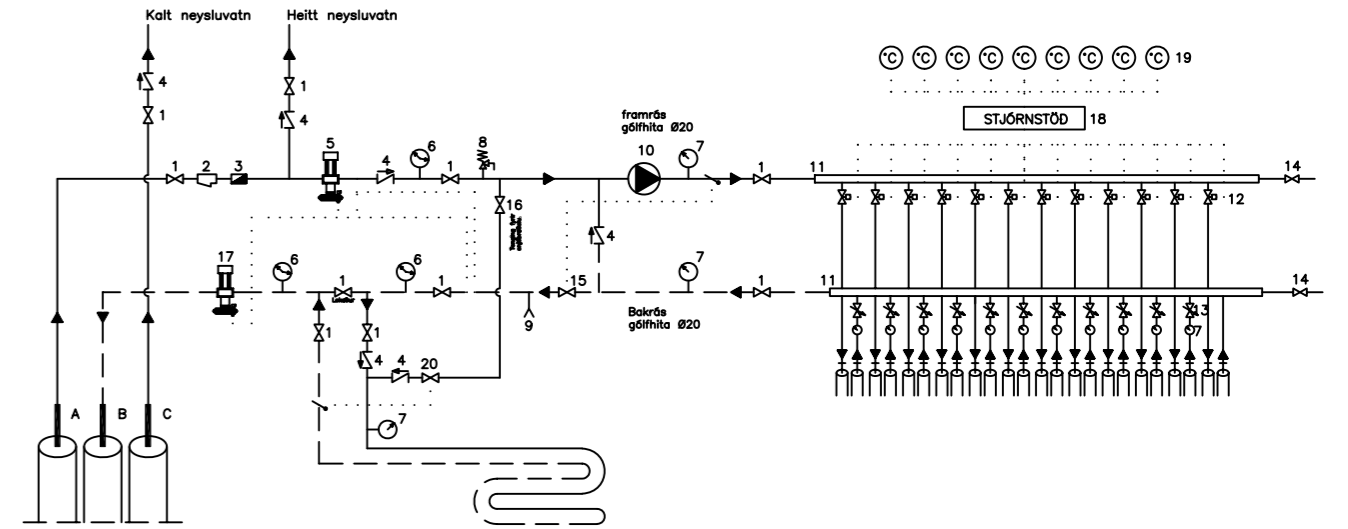 Kalt neysluvatn
Heitt neysluvatn
°C °C °C °C °C °C °C °C °C 19
4
1
1
4
framrás
gólfhita Ø20
STJÓRNSTÖÐ 18
1 2 3 5 4 6 1 8 10 7 1 11 14
16
12
4
17 6 1 6 1 15 7 1 11 14
Lokaður
9
Bakrás
gólfhita Ø20
13
7
1 1
4 4 20
7
A B C